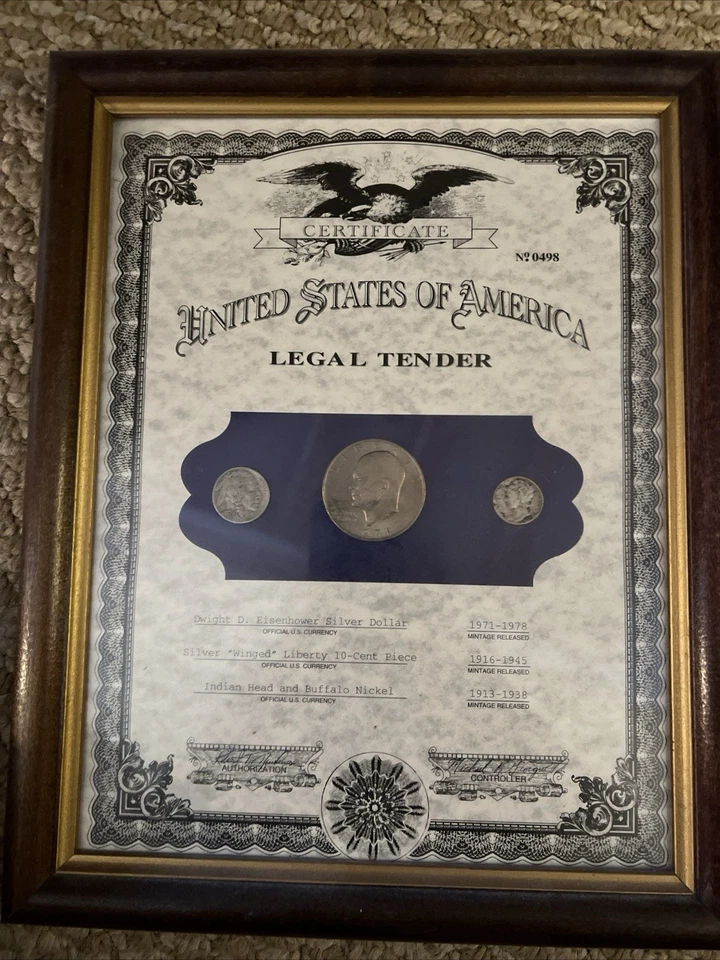 CERTIFICATE
Nº 0498
UNITED STATES OF AMERICA
LEGAL TENDER
Dwight D. Eisenhower Silver Dollar 1971-1978
OFFICIAL U.S. CURRENCY MINTAGE RELEASED
Silver "Winged" Liberty 10-Cent Piece 1916-1945
OFFICIAL U.S. CURRENCY MINTAGE RELEASED
Indian Head and Buffalo Nickel 1913-1938
OFFICIAL U.S. CURRENCY MINTAGE RELEASED
AUTHORIZATION CONTROLLER